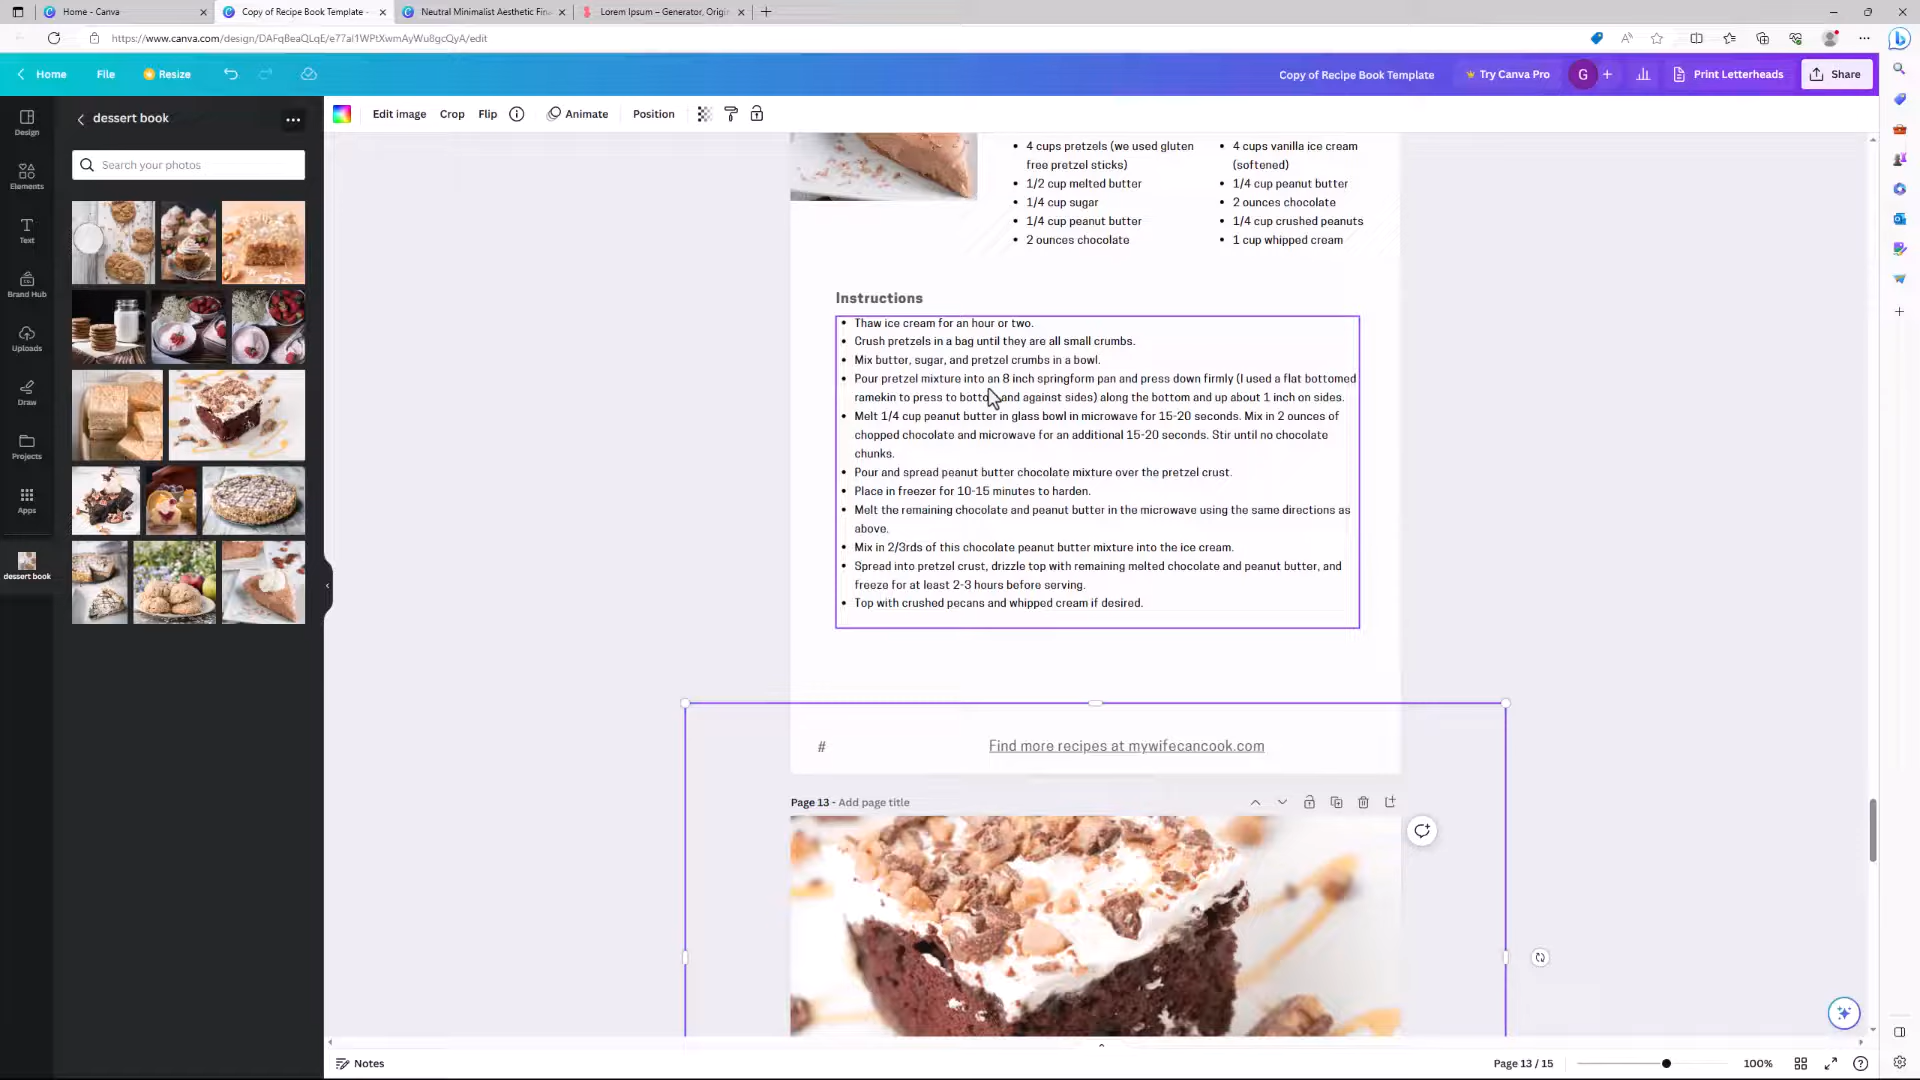 Home - Canva
Copy of Recipe Book Template -
Neutral Minimalist Aesthetic Fin
Lorem Ipsum – Generator, Origi
https://www.canva.com/design/DAFqBeaQLqE/e77aI1WPtXwmAyWu8gcQyA/edit
Home
File
Resize
Copy of Recipe Book Template
Try Canva Pro
G
Print Letterheads
Share
Design
Elements
Text
Brand Hub
Uploads
Draw
Projects
Apps
dessert book
dessert book
Search your photos
Edit image
Crop
Flip
Animate
Position
4 cups pretzels (we used gluten
free pretzel sticks)
1/2 cup melted butter
1/4 cup sugar
1/4 cup peanut butter
2 ounces chocolate
4 cups vanilla ice cream
(softened)
1/4 cup peanut butter
2 ounces chocolate
1/4 cup crushed peanuts
1 cup whipped cream
Instructions
Thaw ice cream for an hour or two.
Crush pretzels in a bag until they are all small crumbs.
Mix butter, sugar, and pretzel crumbs in a bowl.
Pour pretzel mixture into an 8 inch springform pan and press down firmly (I used a flat bottomed
ramekin to press to bottom and against sides) along the bottom and up about 1 inch on sides.
Melt 1/4 cup peanut butter in glass bowl in microwave for 15-20 seconds. Mix in 2 ounces of
chopped chocolate and microwave for an additional 15-20 seconds. Stir until no chocolate
chunks.
Pour and spread peanut butter chocolate mixture over the pretzel crust.
Place in freezer for 10-15 minutes to harden.
Melt the remaining chocolate and peanut butter in the microwave using the same directions as
above.
Mix in 2/3rds of this chocolate peanut butter mixture into the ice cream.
Spread into pretzel crust, drizzle top with remaining melted chocolate and peanut butter, and
freeze for at least 2-3 hours before serving.
Top with crushed pecans and whipped cream if desired.
# Find more recipes at mywifecancook.com
Page 13 - Add page title
Notes
Page 13 / 15
100%